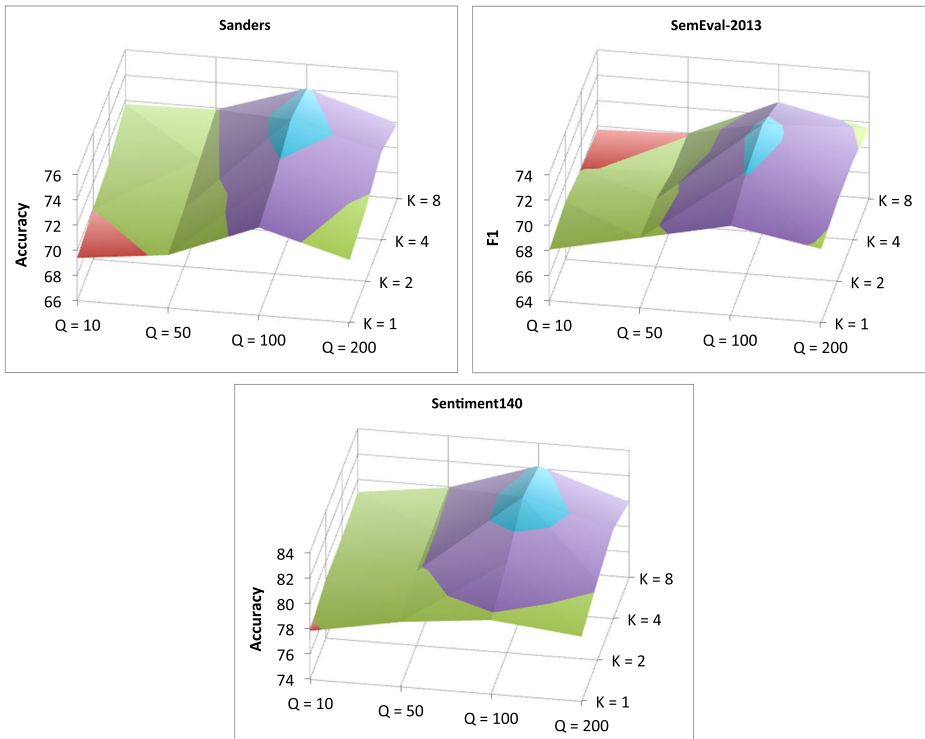 Sanders
Accuracy
76
74
72
70
68
66
Q = 10
Q = 50
Q = 100
Q = 200
K = 8
K = 4
K = 2
K = 1
SemEval-2013
F1
74
72
70
68
66
64
Q = 10
Q = 50
Q = 100
Q = 200
K = 8
K = 4
K = 2
K = 1
Sentiment140
Accuracy
84
82
80
78
76
74
Q = 10
Q = 50
Q = 100
Q = 200
K = 8
K = 4
K = 2
K = 1